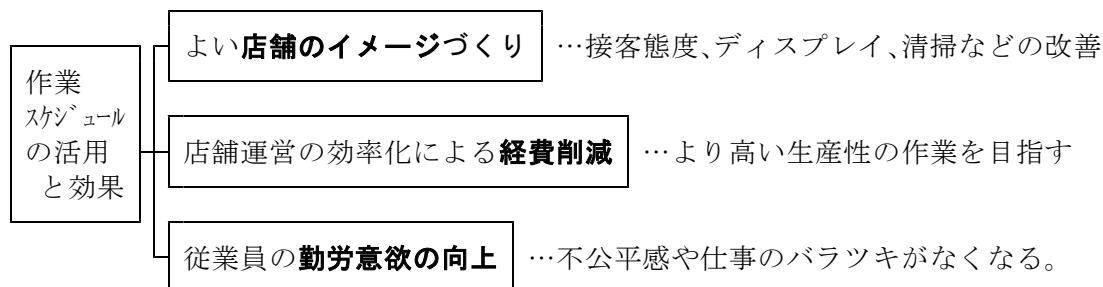 作業
ｽｹｼﾞｭｰﾙ
の活用
と効果
よい店舗のイメージづくり …接客態度､ディスプレイ､清掃などの改善
店舗運営の効率化による経費削減 …より高い生産性の作業を目指す
従業員の勤労意欲の向上 …不公平感や仕事のバラツキがなくなる。